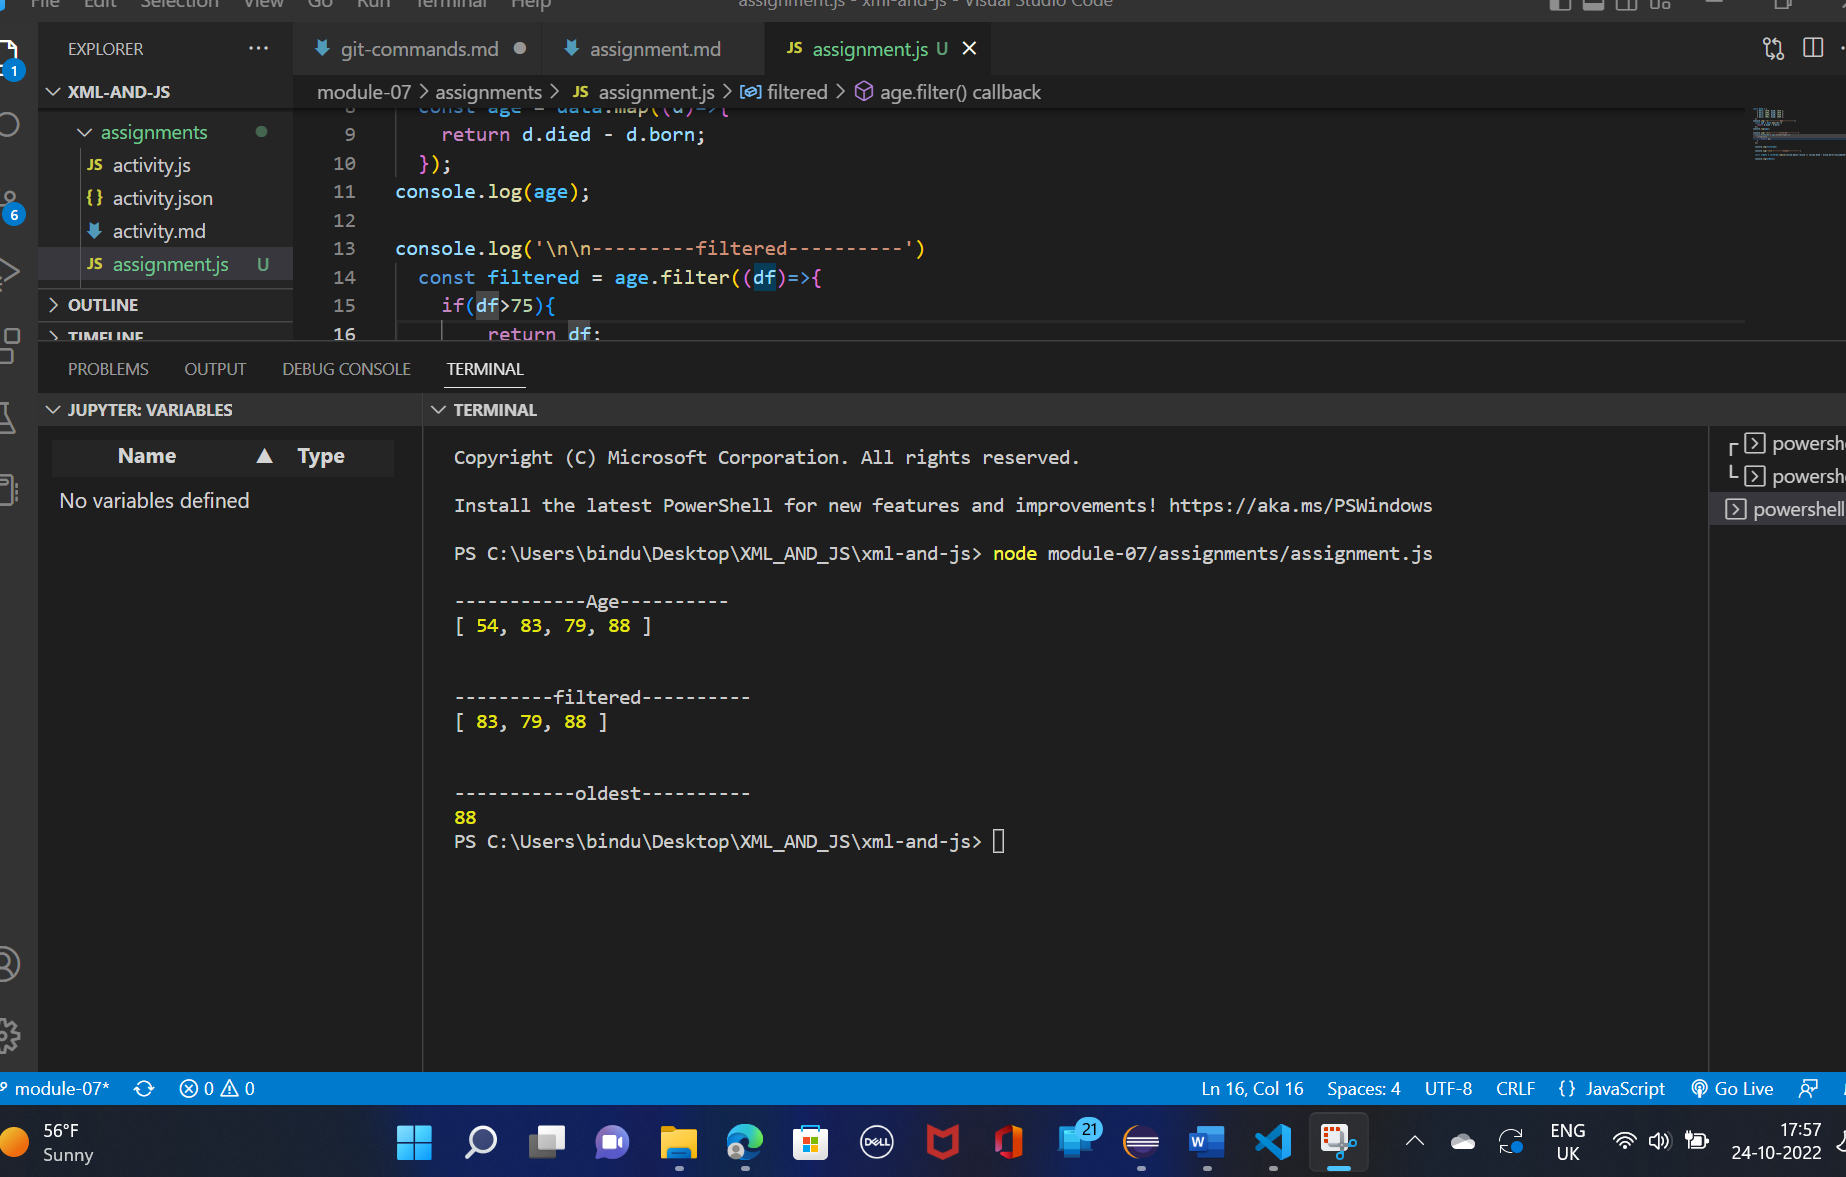 File Edit Selection View Go Run Terminal Help
assignment.js - xml-and-js - Visual Studio Code
EXPLORER ···
git-commands.md
assignment.md
JS assignment.js U
1
XML-AND-JS
module-07 > assignments > JS assignment.js > filtered > age.filter() callback
assignments
JS activity.js
{} activity.json
activity.md
JS assignment.js U
OUTLINE
TIMELINE
6
8 const age = data.map((d)=>{
9 return d.died - d.born;
10 });
11 console.log(age);
12
13 console.log('\n\n---------filtered----------')
14 const filtered = age.filter((df)=>{
15 if(df>75){
16 return df;
PROBLEMS OUTPUT DEBUG CONSOLE TERMINAL
JUPYTER: VARIABLES
Name Type
No variables defined
TERMINAL
Copyright (C) Microsoft Corporation. All rights reserved.
Install the latest PowerShell for new features and improvements! https://aka.ms/PSWindows
PS C:\Users\bindu\Desktop\XML_AND_JS\xml-and-js> node module-07/assignments/assignment.js
------------Age----------
[ 54, 83, 79, 88 ]
---------filtered----------
[ 83, 79, 88 ]
-----------oldest----------
88
PS C:\Users\bindu\Desktop\XML_AND_JS\xml-and-js>
powersh
powersh
powershell
module-07* 0 0
Ln 16, Col 16 Spaces: 4 UTF-8 CRLF {} JavaScript Go Live
56°F
Sunny
DELL
21
W
ENG
UK
17:57
24-10-2022